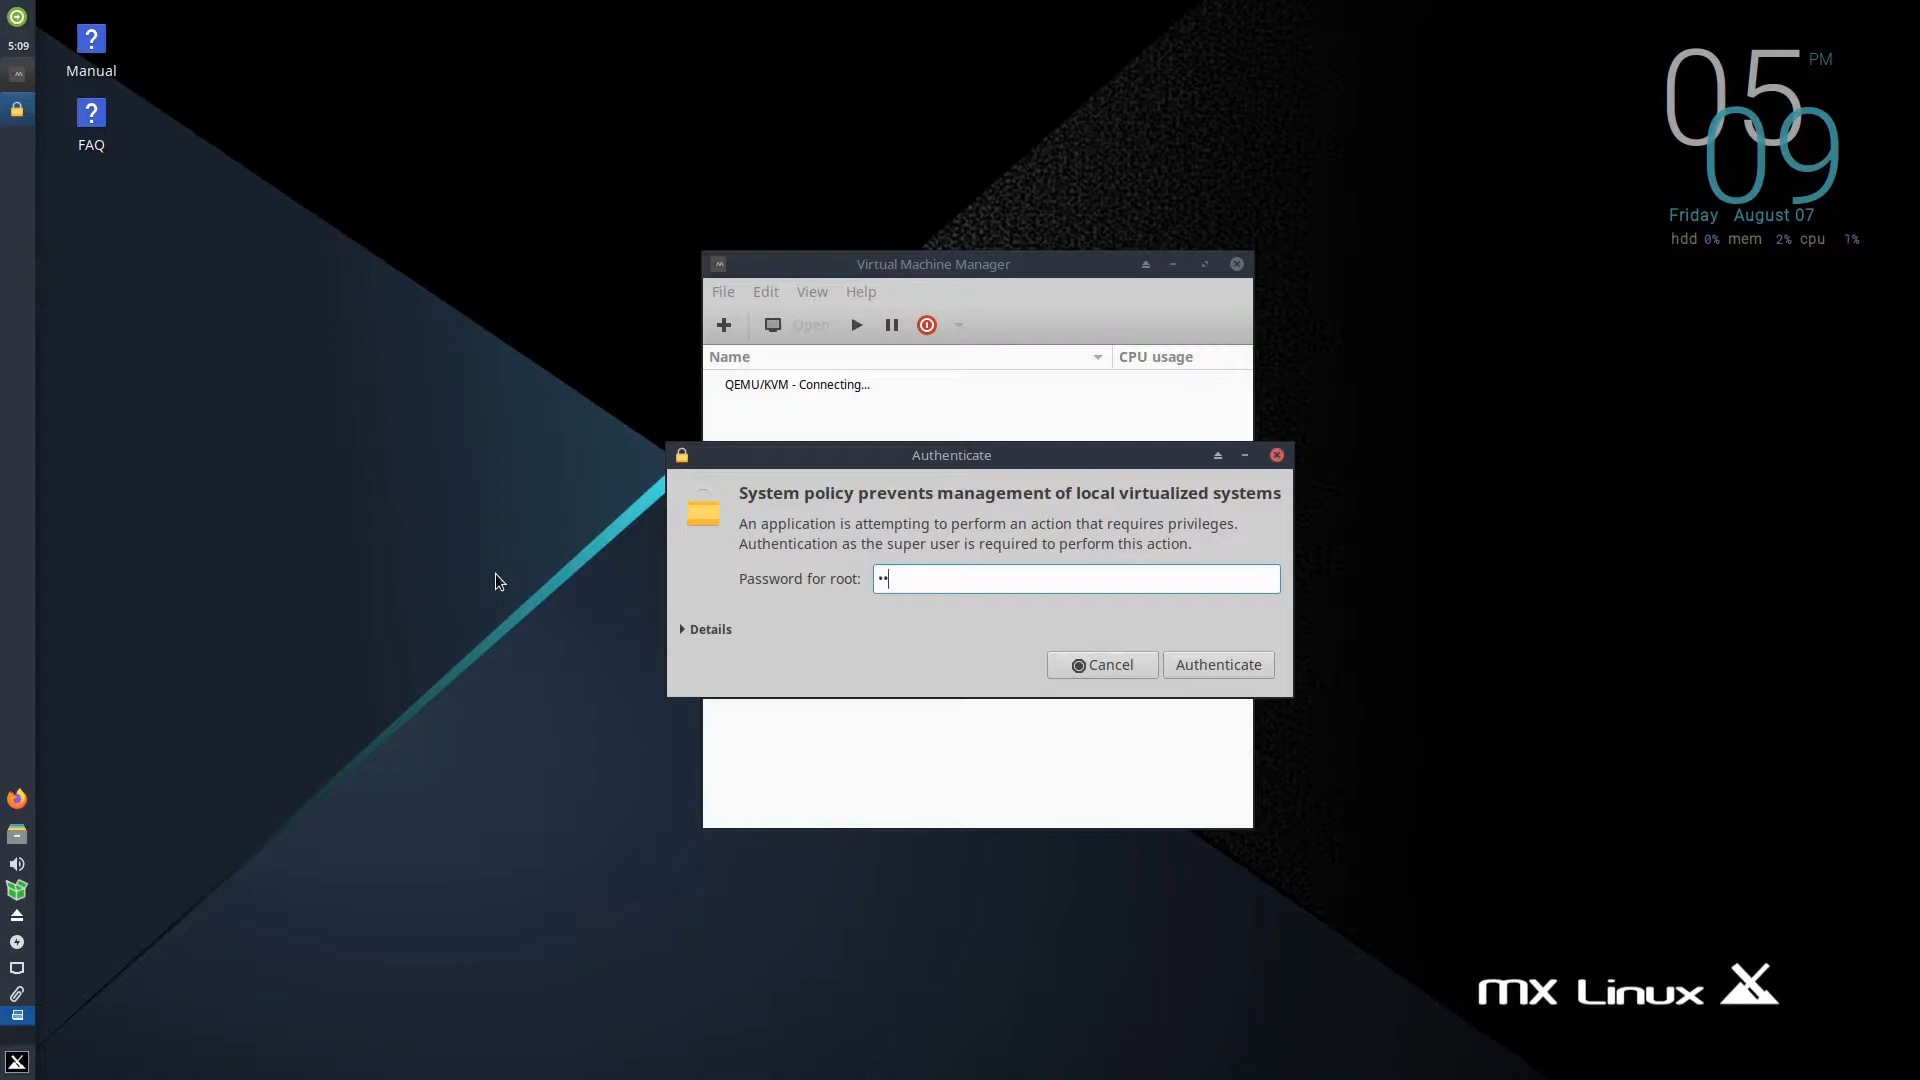 5:09
Manual
FAQ
05 PM
09
Friday August 07
hdd 0% mem 2% cpu 1%
Virtual Machine Manager
File Edit View Help
Open
Name CPU usage
QEMU/KVM - Connecting...
Authenticate
System policy prevents management of local virtualized systems
An application is attempting to perform an action that requires privileges.
Authentication as the super user is required to perform this action.
Password for root: ••
Details
Cancel Authenticate
mx Linux